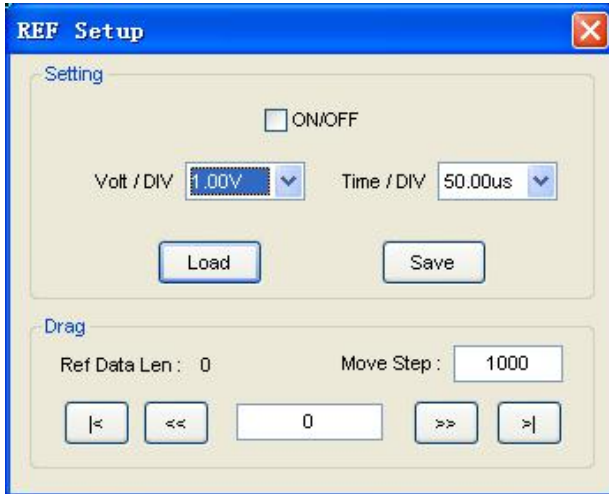 REF Setup
Setting
ON/OFF
Volt / DIV 1.00V Time / DIV 50.00us
Load Save
Drag
Ref Data Len : 0 Move Step : 1000
|< << 0 >> >|